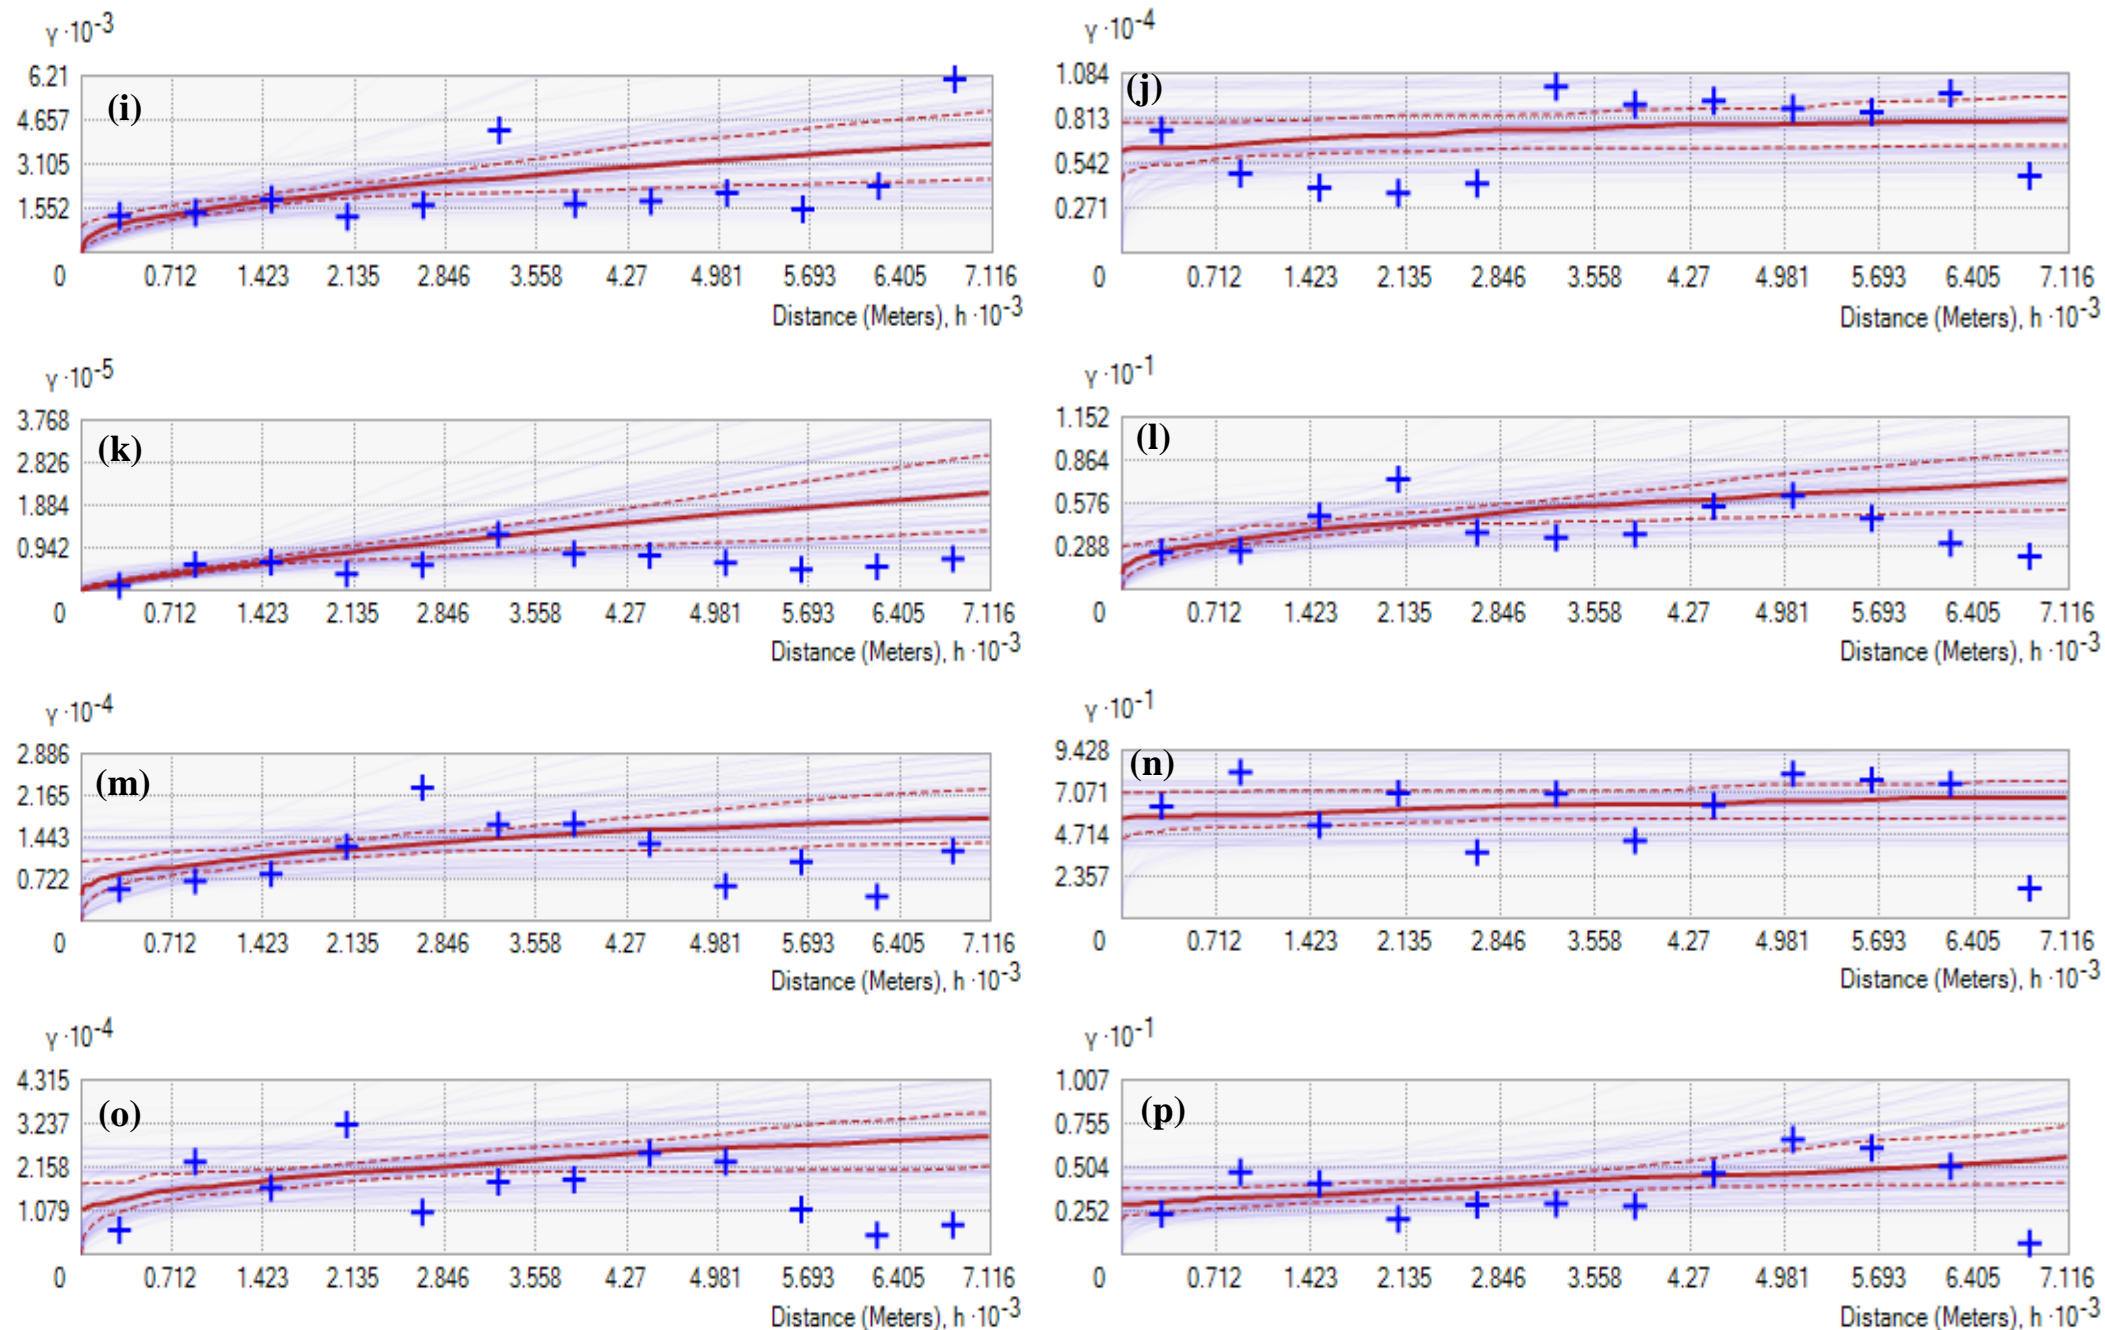 γ ·10-3
6.21
4.657
3.105
1.552
(i)
0 0.712 1.423 2.135 2.846 3.558 4.27 4.981 5.693 6.405 7.116
Distance (Meters), h ·10-3
γ ·10-4
1.084
0.813
0.542
0.271
(j)
0 0.712 1.423 2.135 2.846 3.558 4.27 4.981 5.693 6.405 7.116
Distance (Meters), h ·10-3
γ ·10-5
3.768
2.826
1.884
0.942
(k)
0 0.712 1.423 2.135 2.846 3.558 4.27 4.981 5.693 6.405 7.116
Distance (Meters), h ·10-3
γ ·10-1
1.152
0.864
0.576
0.288
(l)
0 0.712 1.423 2.135 2.846 3.558 4.27 4.981 5.693 6.405 7.116
Distance (Meters), h ·10-3
γ ·10-4
2.886
2.165
1.443
0.722
(m)
0 0.712 1.423 2.135 2.846 3.558 4.27 4.981 5.693 6.405 7.116
Distance (Meters), h ·10-3
γ ·10-1
9.428
7.071
4.714
2.357
(n)
0 0.712 1.423 2.135 2.846 3.558 4.27 4.981 5.693 6.405 7.116
Distance (Meters), h ·10-3
γ ·10-4
4.315
3.237
2.158
1.079
(o)
0 0.712 1.423 2.135 2.846 3.558 4.27 4.981 5.693 6.405 7.116
Distance (Meters), h ·10-3
γ ·10-1
1.007
0.755
0.504
0.252
(p)
0 0.712 1.423 2.135 2.846 3.558 4.27 4.981 5.693 6.405 7.116
Distance (Meters), h ·10-3